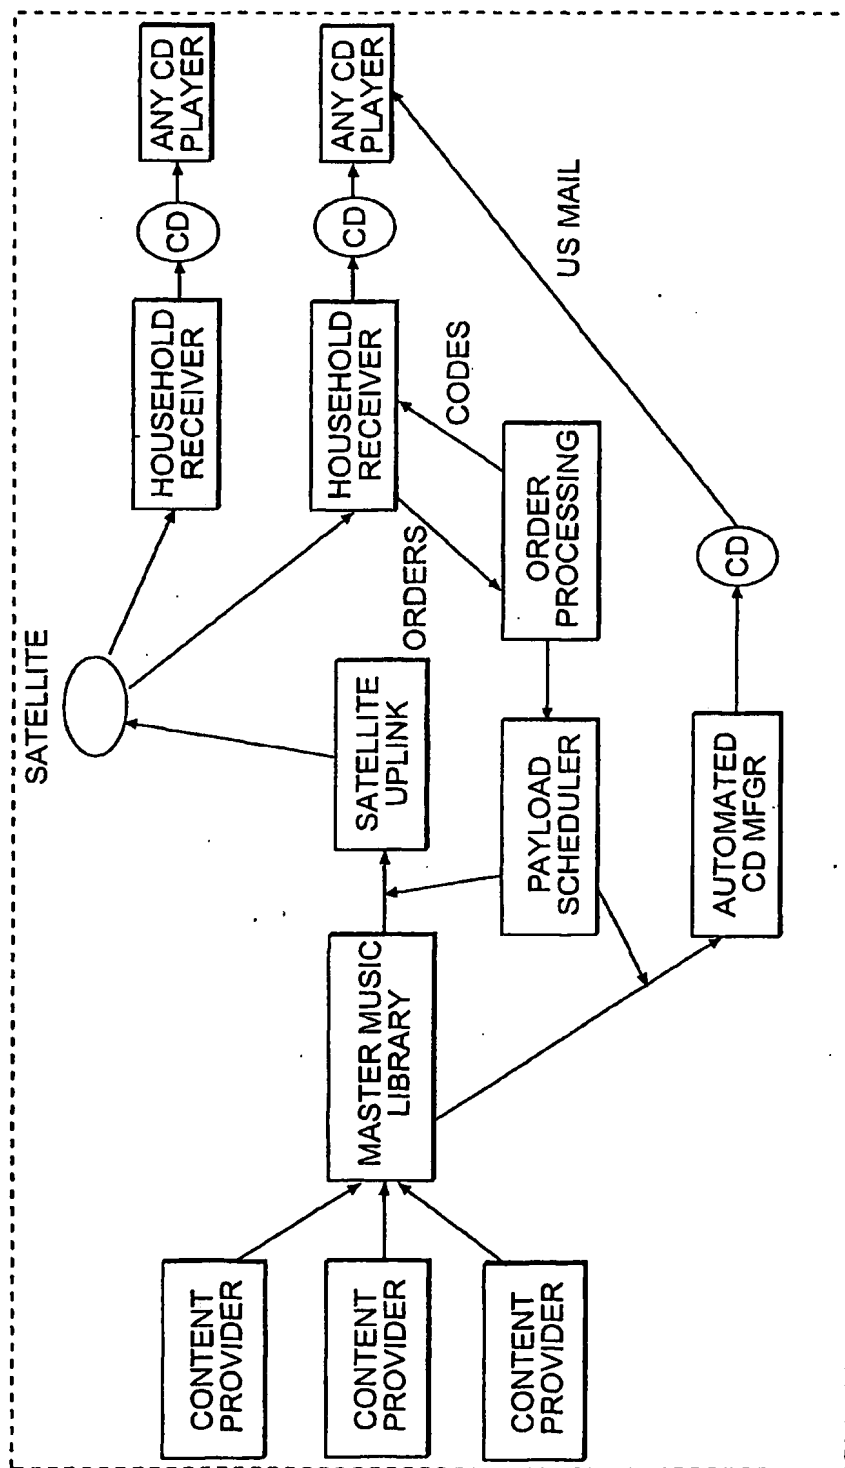 CONTENT
PROVIDER
CONTENT
PROVIDER
CONTENT
PROVIDER
MASTER MUSIC
LIBRARY
SATELLITE
UPLINK
PAYLOAD
SCHEDULER
AUTOMATED
CD MFGR
SATELLITE
ORDERS
ORDER
PROCESSING
CODES
CD
US MAIL
HOUSEHOLD
RECEIVER
HOUSEHOLD
RECEIVER
CD
CD
ANY CD
PLAYER
ANY CD
PLAYER